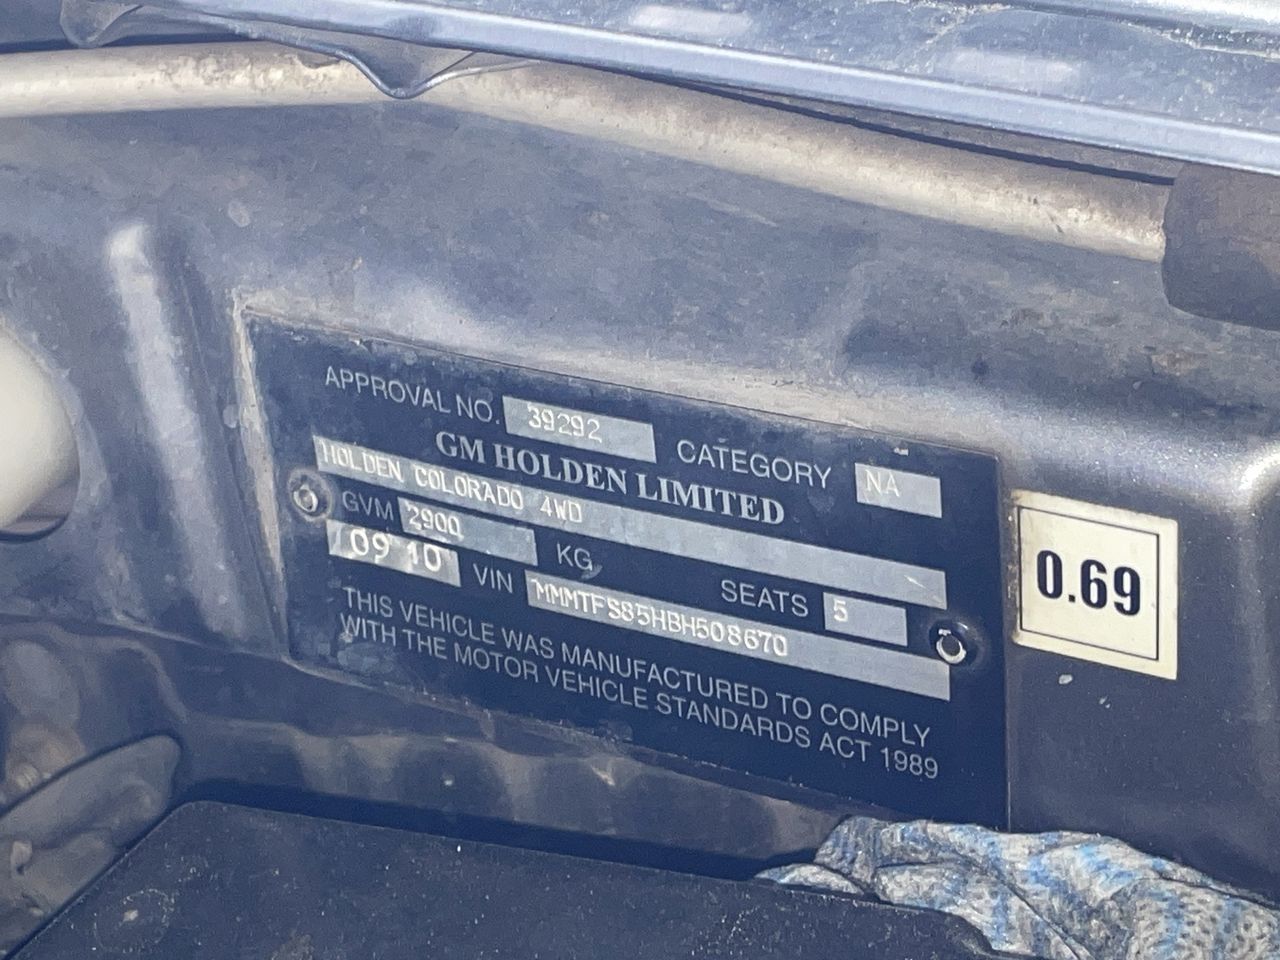 APPROVAL NO. 39292 CATEGORY NA
GM HOLDEN LIMITED
HOLDEN COLORADO 4WD
GVM 2900 KG SEATS 5
09 10 VIN MMMTFS85HBH508670
THIS VEHICLE WAS MANUFACTURED TO COMPLY
WITH THE MOTOR VEHICLE STANDARDS ACT 1989
0.69